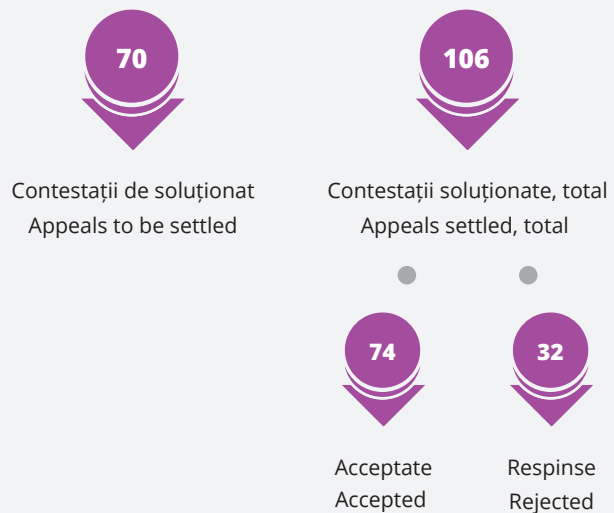 70
Contestații de soluționat
Appeals to be settled
106
Contestații soluționate, total
Appeals settled, total
74
Acceptate
Accepted
32
Respinse
Rejected